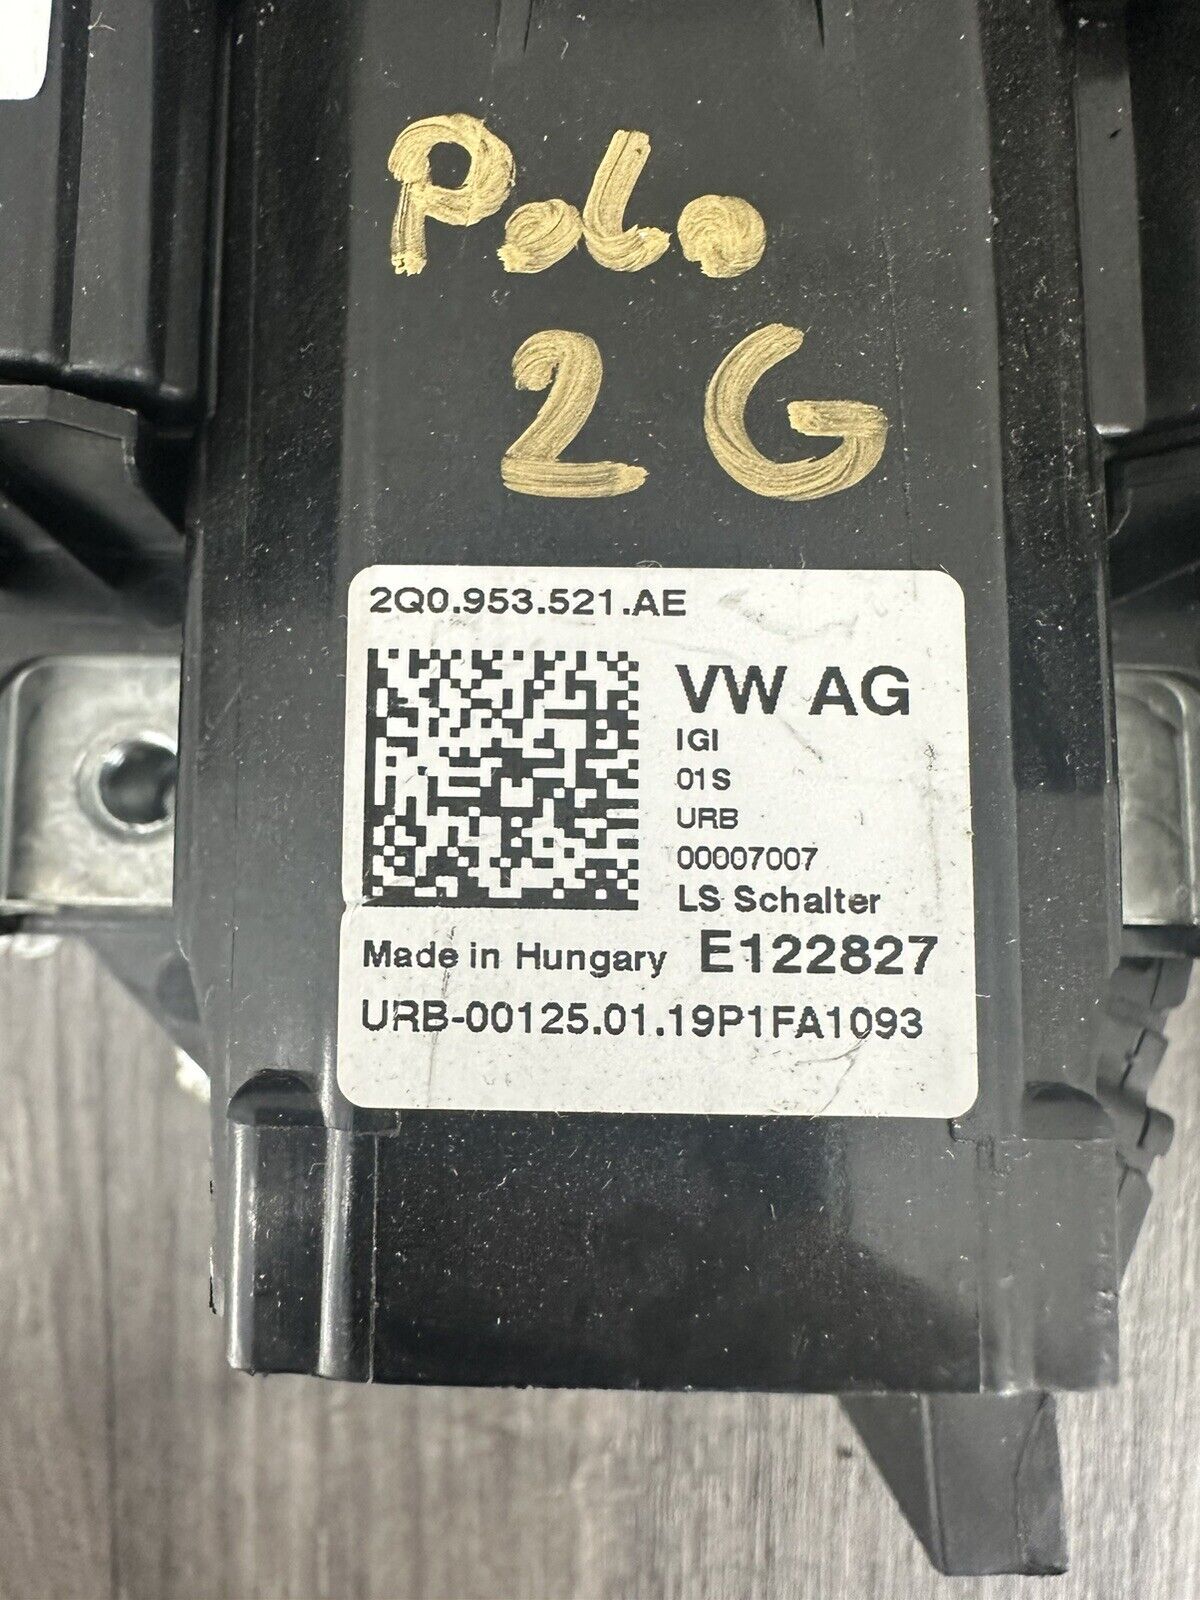 Polo
2G
2Q0.953.521.AE
VW AG
IGI
01S
URB
00007007
LS Schalter
Made in Hungary E122827
URB-00125.01.19P1FA1093